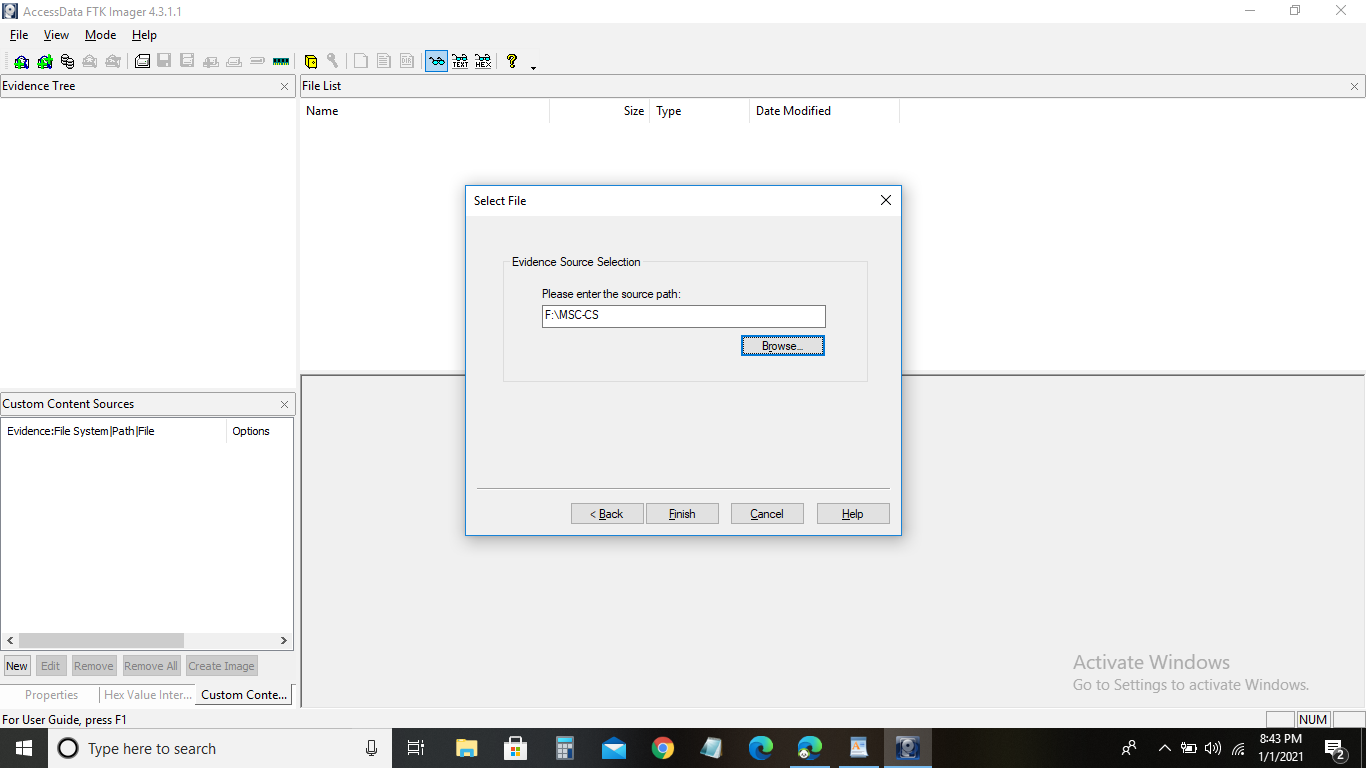 AccessData FTK Imager 4.3.1.1
File View Mode Help
TEXT HEX
Evidence Tree
File List
Name Size Type Date Modified
Select File
Evidence Source Selection
Please enter the source path:
F:\MSC-CS
Browse...
Custom Content Sources
Evidence:File System|Path|File Options
< Back Finish Cancel Help
New Edit Remove Remove All Create Image
Properties Hex Value Inter... Custom Conte...
Activate Windows
Go to Settings to activate Windows.
For User Guide, press F1
NUM
Type here to search
8:43 PM
1/1/2021
2